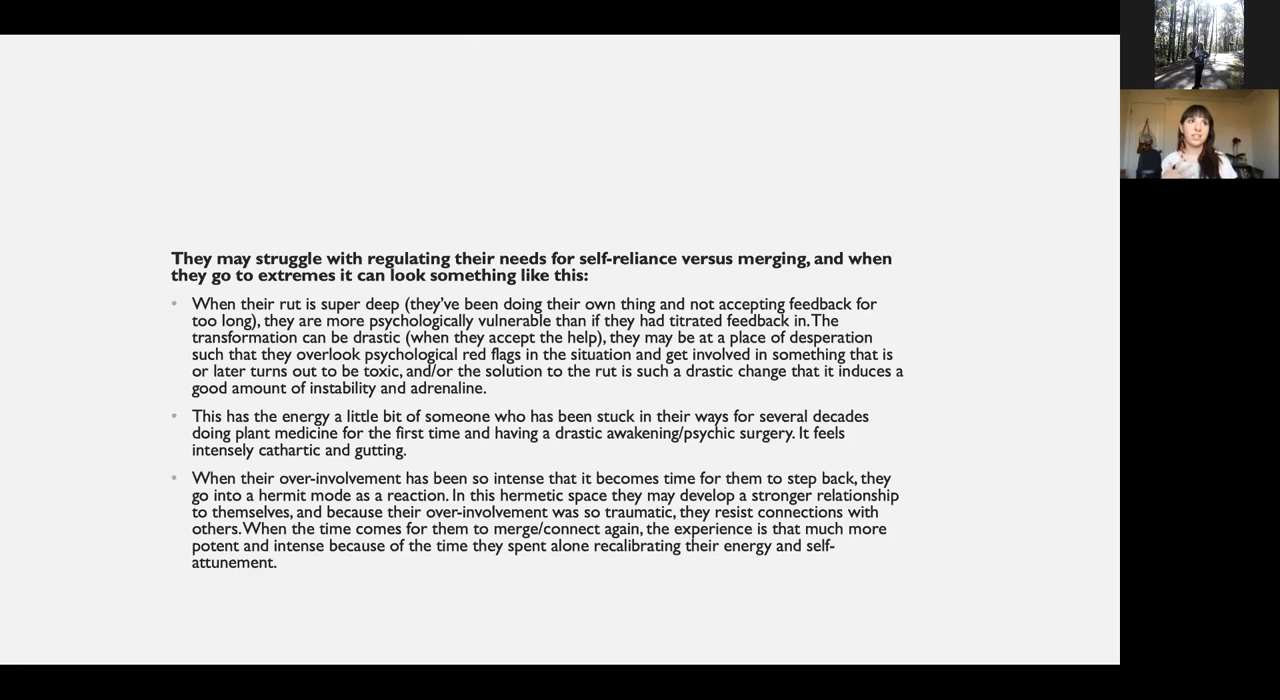 They may struggle with regulating their needs for self-reliance versus merging, and when
they go to extremes it can look something like this:
• When their rut is super deep (they've been doing their own thing and not accepting feedback for
too long), they are more psychologically vulnerable than if they had titrated feedback in. The
transformation can be drastic (when they accept the help), they may be at a place of desperation
such that they overlook psychological red flags in the situation and get involved in something that is
or later turns out to be toxic, and/or the solution to the rut is such a drastic change that it induces a
good amount of instability and adrenaline.
• This has the energy a little bit of someone who has been stuck in their ways for several decades
doing plant medicine for the first time and having a drastic awakening/psychic surgery. It feels
intensely cathartic and gutting.
• When their over-involvement has been so intense that it becomes time for them to step back, they
go into a hermit mode as a reaction. In this hermetic space they may develop a stronger relationship
to themselves, and because their over-involvement was so traumatic, they resist connections with
others. When the time comes for them to merge/connect again, the experience is that much more
potent and intense because of the time they spent alone recalibrating their energy and self-
attunement.